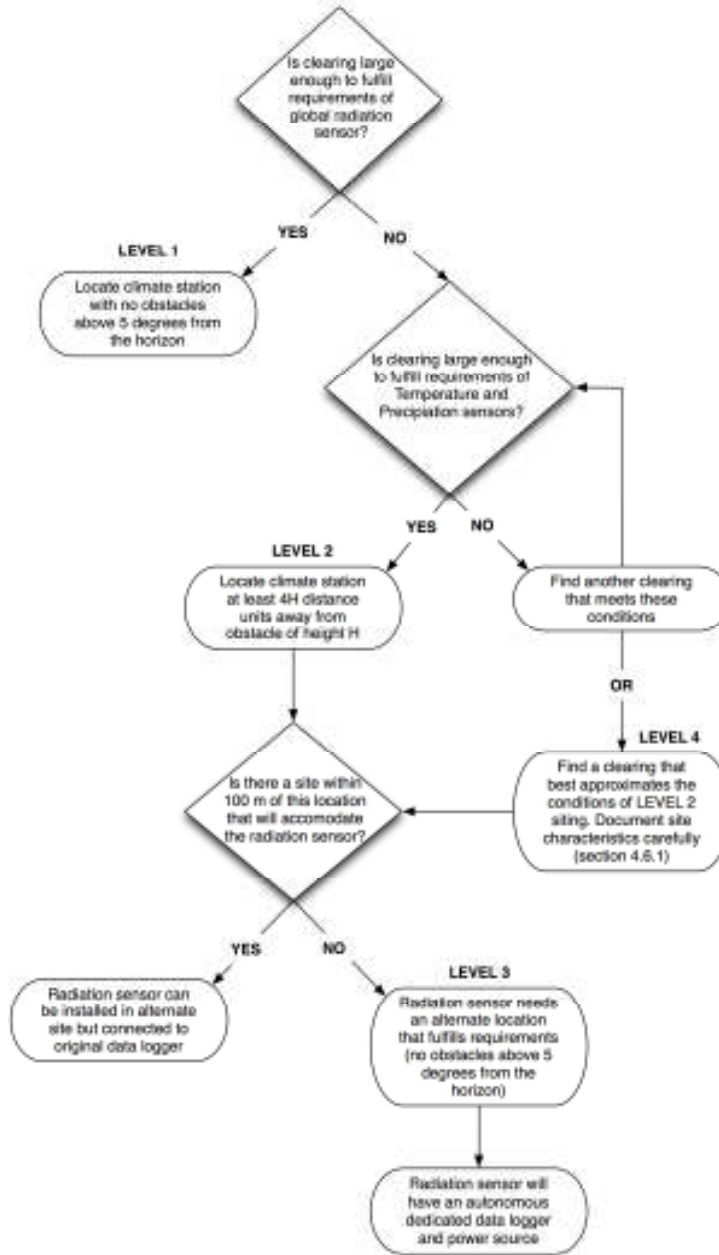 Is clearing large
enough to fulfill
requirements of
global radiation
sensor?
YES
NO
LEVEL 1
Locate climate station
with no obstacles
above 5 degrees from
the horizon
Is clearing large enough
to fulfill requirements of
Temperature and
Precipiation sensors?
YES
NO
LEVEL 2
Locate climate station
at least 4H distance
units away from
obstacle of height H
Find another clearing
that meets these
conditions
OR
LEVEL 4
Find a clearing that
best approximates the
conditions of LEVEL 2
siting. Document site
characteristics carefully
(section 4.6.1)
Is there a site within
100 m of this location
that will accomodate
the radiation sensor?
YES
NO
Radiation sensor can
be installed in alternate
site but connected to
original data logger
LEVEL 3
Radiation sensor needs
an alternate location
that fulfills requirements
(no obstacles above 5
degrees from the
horizon)
Radiation sensor will
have an autonomous
dedicated data logger
and power source